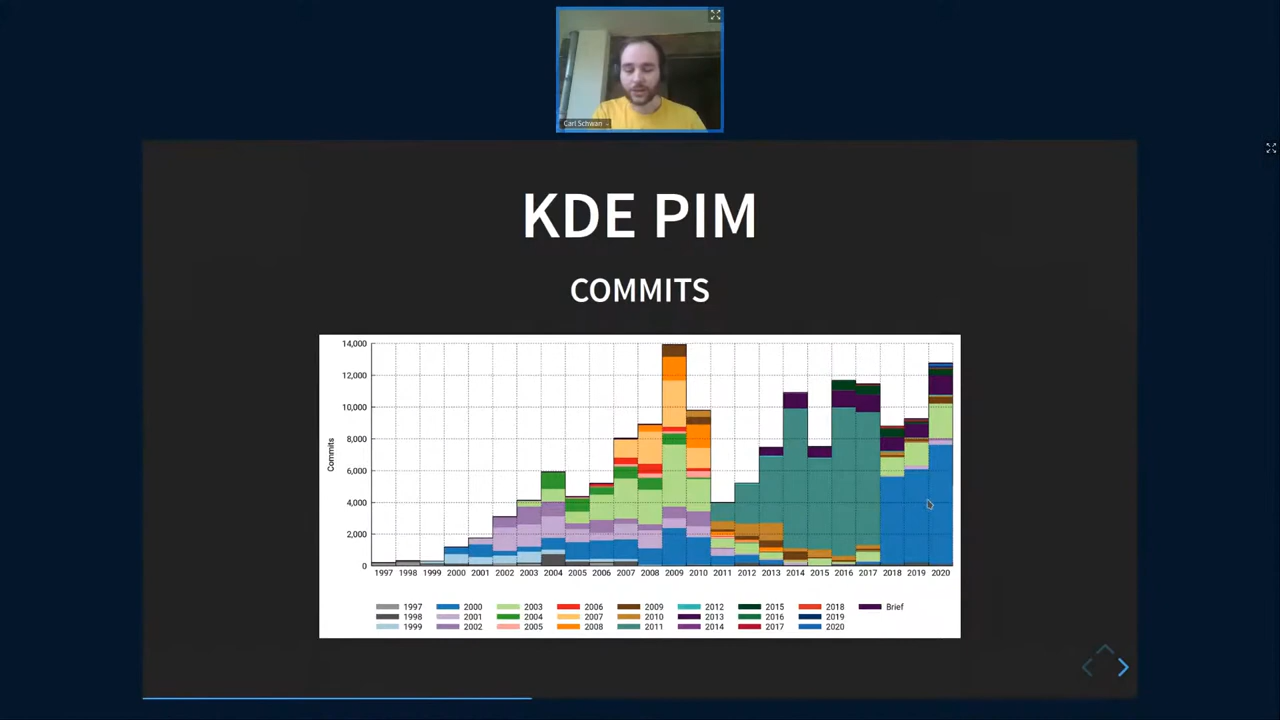 Carl Schwan
KDE PIM
COMMITS
Commits
14,000
12,000
10,000
8,000
6,000
4,000
2,000
0
1997 1998 1999 2000 2001 2002 2003 2004 2005 2006 2007 2008 2009 2010 2011 2012 2013 2014 2015 2016 2017 2018 2019 2020
1997 2000 2003 2006 2009 2012 2015 2018 Brief
1998 2001 2004 2007 2010 2013 2016 2019
1999 2002 2005 2008 2011 2014 2017 2020